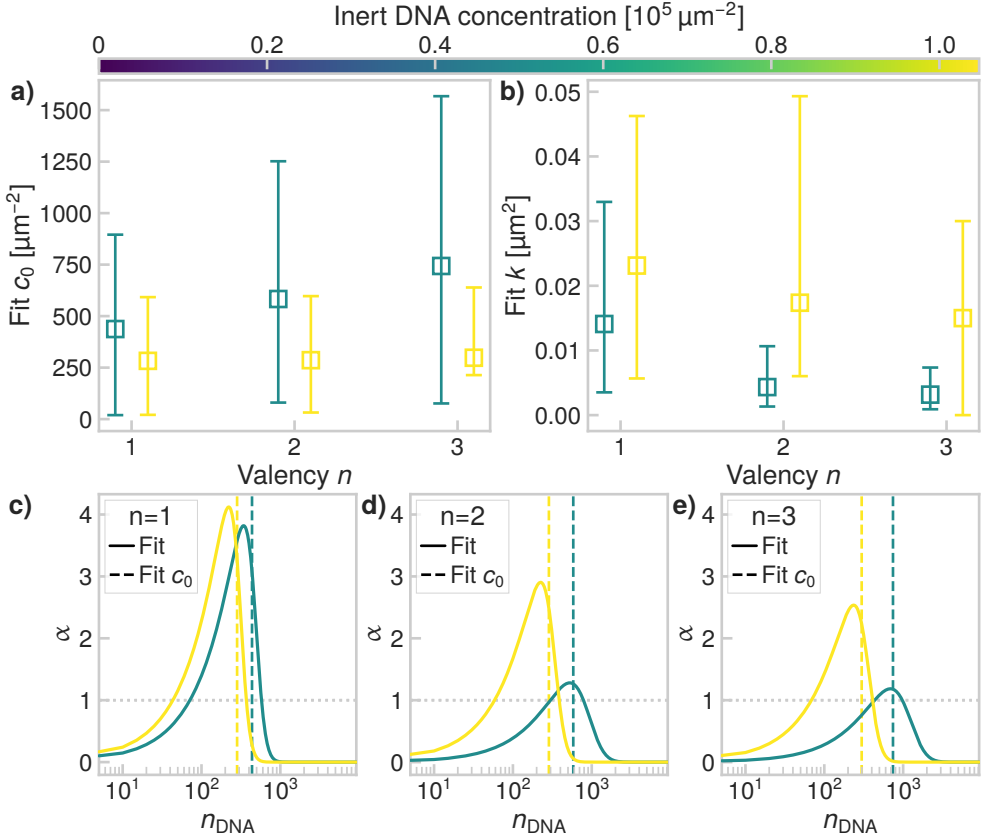 Inert DNA concentration [10⁵ μm⁻²]
0 0.2 0.4 0.6 0.8 1.0
a)
Fit c₀ [μm⁻²]
1500
1250
1000
750
500
250
0
1 2 3
b)
Fit k [μm²]
0.05
0.04
0.03
0.02
0.01
0.00
1 2 3
Valency n
Valency n
c)
n=1
Fit
Fit c₀
α
4
3
2
1
0
10¹ 10² 10³
n_DNA
d)
n=2
Fit
Fit c₀
α
4
3
2
1
0
10¹ 10² 10³
n_DNA
e)
n=3
Fit
Fit c₀
α
4
3
2
1
0
10¹ 10² 10³
n_DNA